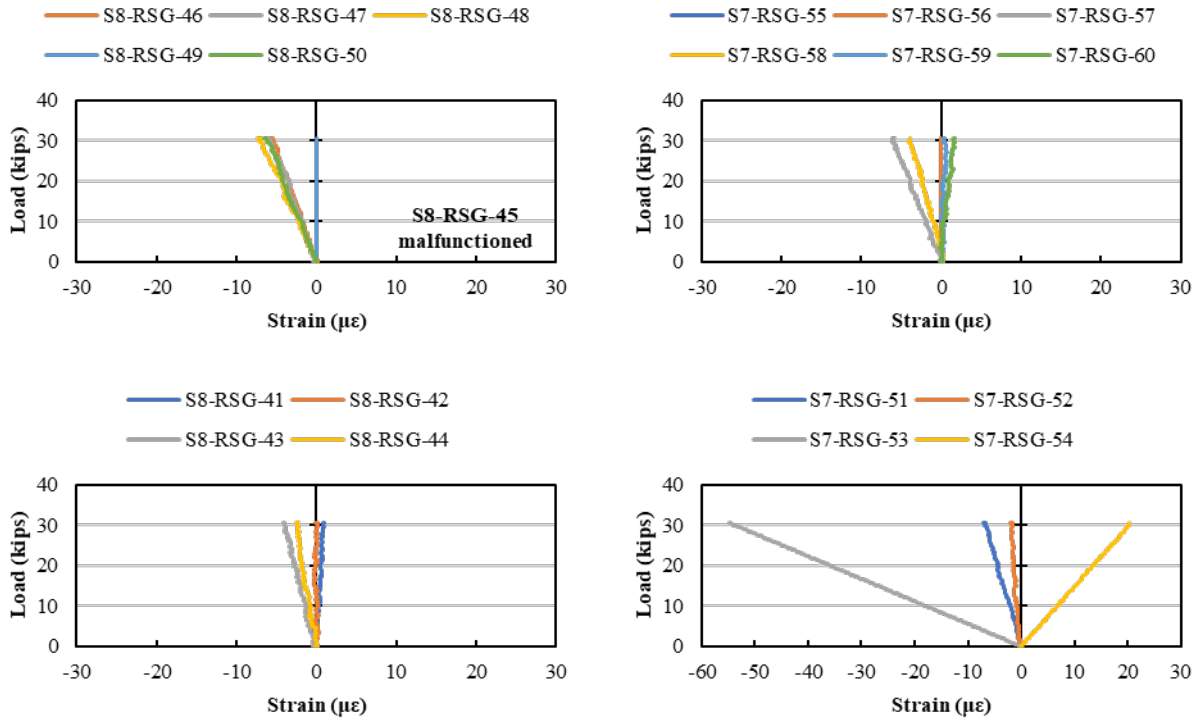 S8-RSG-46 S8-RSG-47 S8-RSG-48
S8-RSG-49 S8-RSG-50
40
30
20
10
0
Load (kips)
S8-RSG-45
malfunctioned
-30 -20 -10 0 10 20 30
Strain (με)
S7-RSG-55 S7-RSG-56 S7-RSG-57
S7-RSG-58 S7-RSG-59 S7-RSG-60
40
30
20
10
0
Load (kips)
-30 -20 -10 0 10 20 30
Strain (με)
S8-RSG-41 S8-RSG-42
S8-RSG-43 S8-RSG-44
40
30
20
10
0
Load (kips)
-30 -20 -10 0 10 20 30
Strain (με)
S7-RSG-51 S7-RSG-52
S7-RSG-53 S7-RSG-54
40
30
20
10
0
Load (kips)
-60 -50 -40 -30 -20 -10 0 10 20 30
Strain (με)